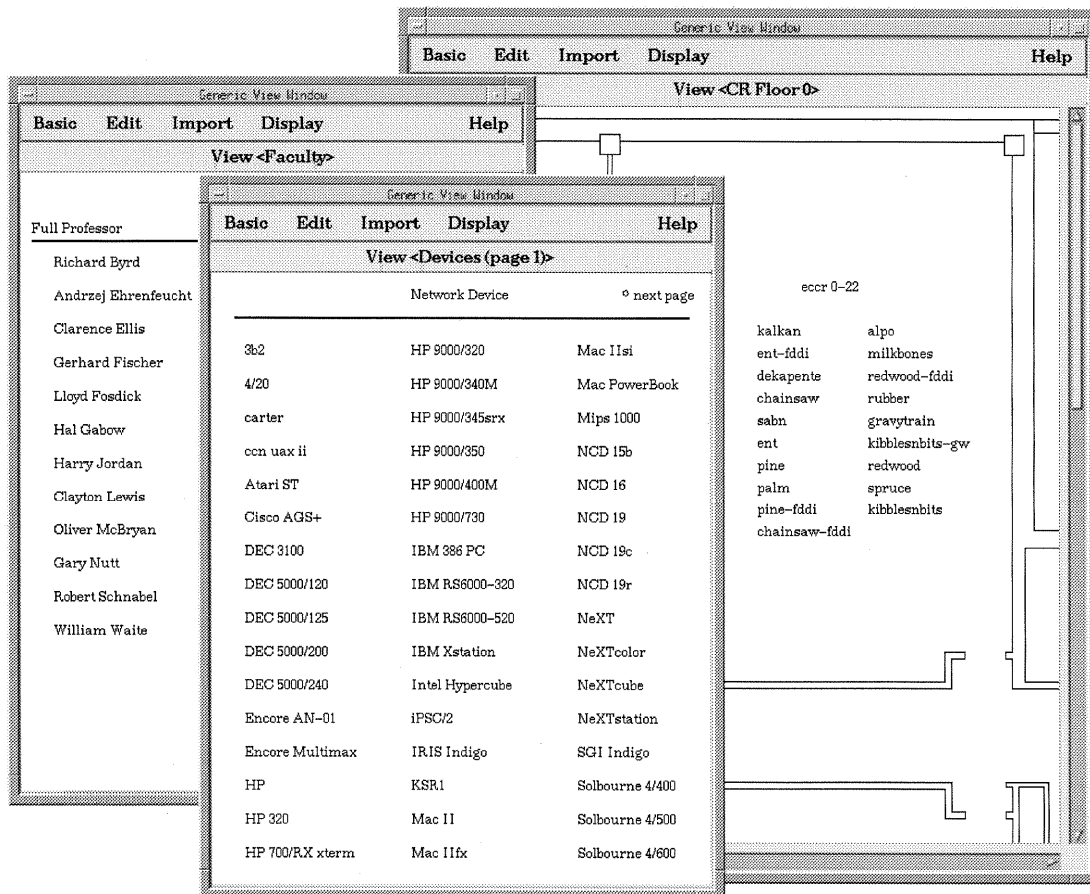 Generic View Window
Basic Edit Import Display Help
View <CR Floor 0>
eccr 0-22
kalkan alpo
ent-fddi milkbones
dekapente redwood-fddi
chainsaw rubber
sabn gravytrain
ent kibblesnbits-gw
pine redwood
palm spruce
pine-fddi kibblesnbits
chainsaw-fddi
Generic View Window
Basic Edit Import Display Help
View <Faculty>
Full Professor
Richard Byrd
Andrzej Ehrenfeucht
Clarence Ellis
Gerhard Fischer
Lloyd Fosdick
Hal Gabow
Harry Jordan
Clayton Lewis
Oliver McBryan
Gary Nutt
Robert Schnabel
William Waite
Generic View Window
Basic Edit Import Display Help
View <Devices (page 1)>
Network Device next page
3b2 HP 9000/320 Mac IIsi
4/20 HP 9000/340M Mac PowerBook
carter HP 9000/345srx Mips 1000
ccn uax ii HP 9000/350 NCD 15b
Atari ST HP 9000/400M NCD 16
Cisco AGS+ HP 9000/730 NCD 19
DEC 3100 IBM 386 PC NCD 19c
DEC 5000/120 IBM RS6000-320 NCD 19r
DEC 5000/125 IBM RS6000-520 NeXT
DEC 5000/200 IBM Xstation NeXTcolor
DEC 5000/240 Intel Hypercube NeXTcube
Encore AN-01 iPSC/2 NeXTstation
Encore Multimax IRIS Indigo SGI Indigo
HP KSR1 Solbourne 4/400
HP 320 Mac II Solbourne 4/500
HP 700/RX xterm Mac IIfx Solbourne 4/600